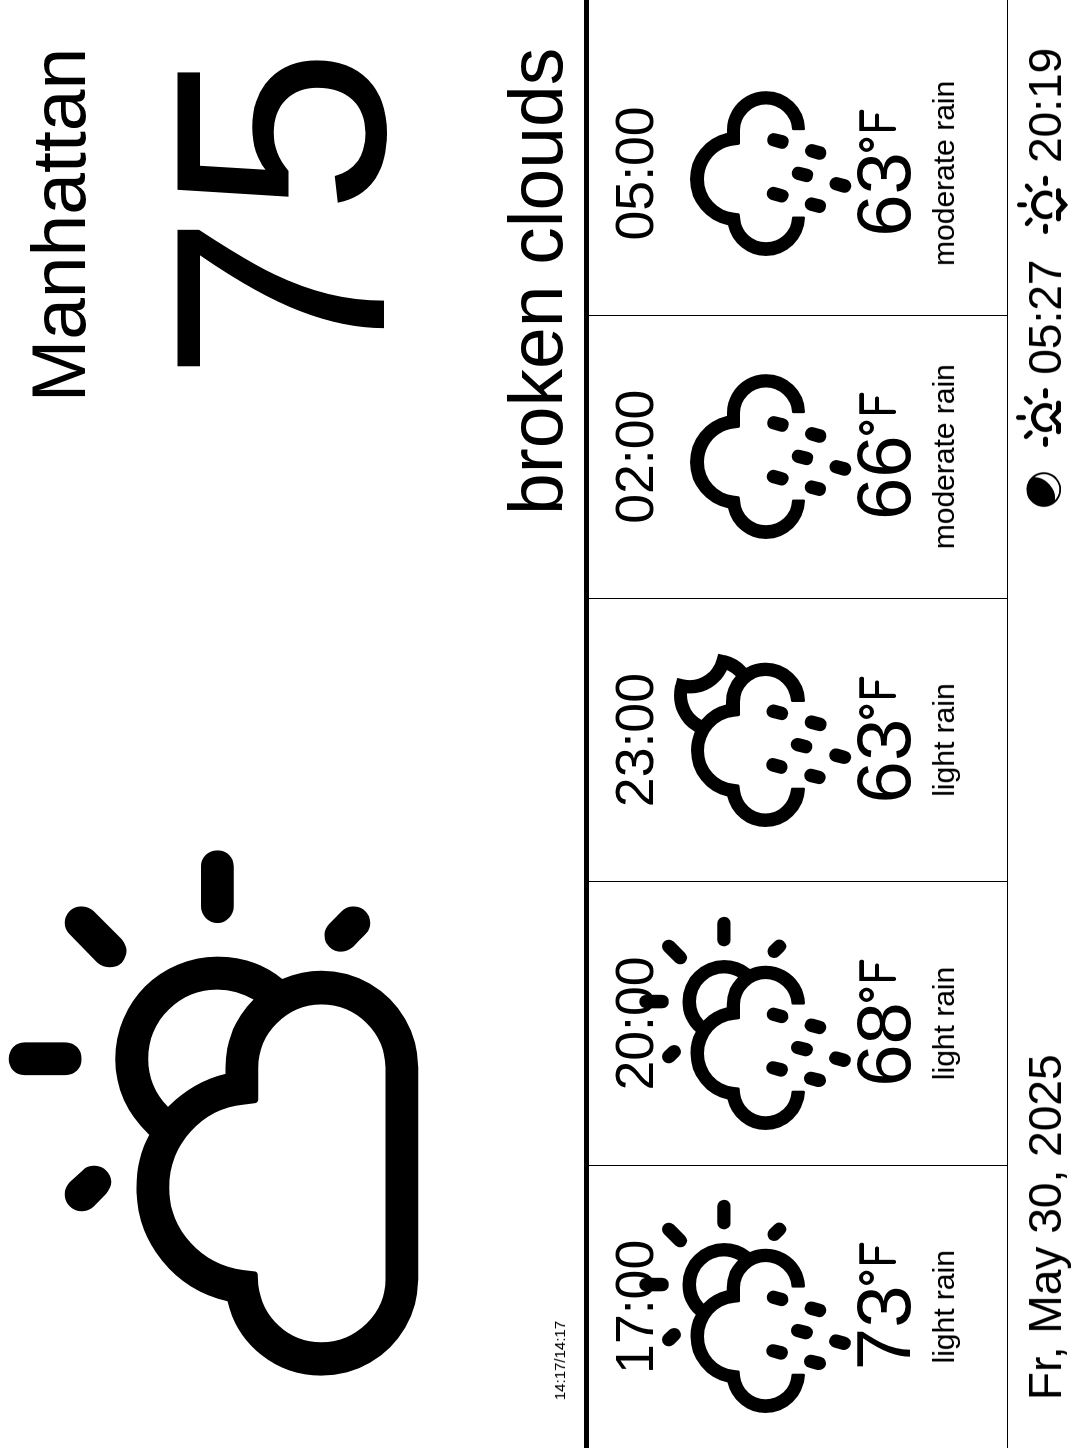 Manhattan
75
broken clouds
14:17/14:17
17:00 20:00 23:00 02:00 05:00
73°F 68°F 63°F 66°F 63°F
light rain light rain light rain moderate rain moderate rain
Fr, May 30, 2025 05:27 20:19